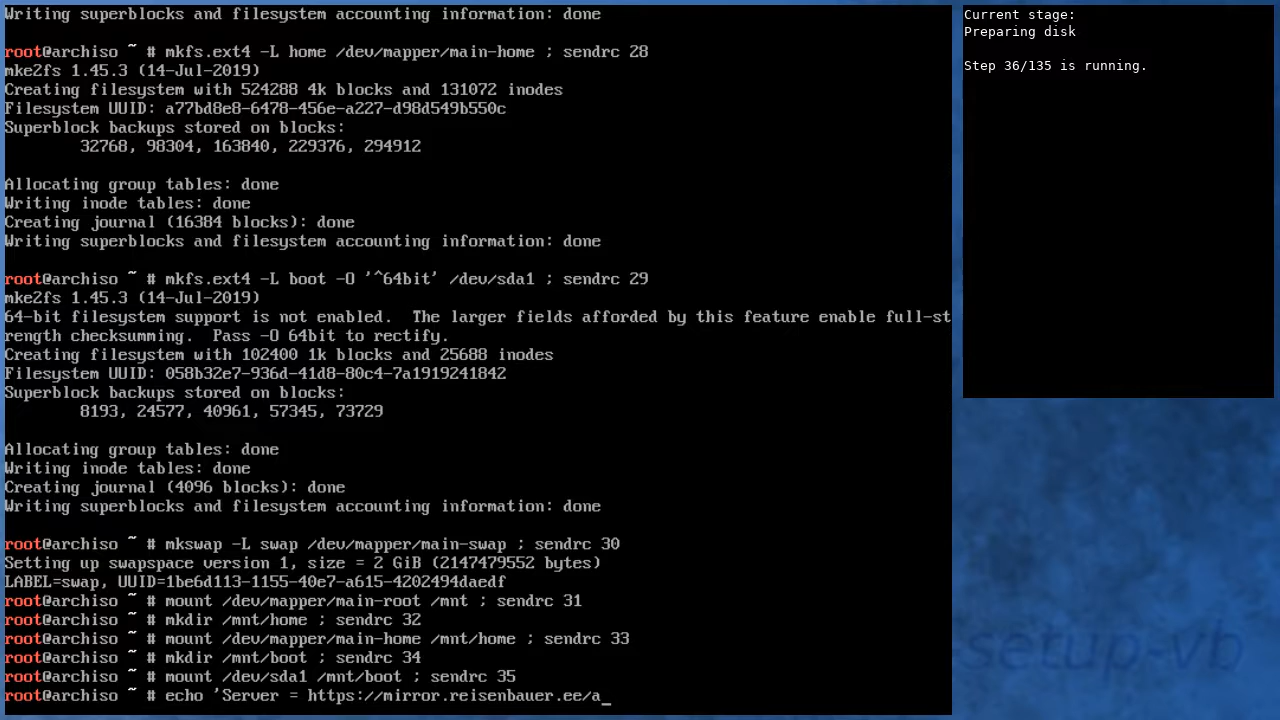 Writing superblocks and filesystem accounting information: done
root@archiso ~ # mkfs.ext4 -L home /dev/mapper/main-home ; sendrc 28
mke2fs 1.45.3 (14-Jul-2019)
Creating filesystem with 524288 4k blocks and 131072 inodes
Filesystem UUID: a77bd8e8-6478-456e-a227-d98d549b550c
Superblock backups stored on blocks:
32768, 98304, 163840, 229376, 294912
Allocating group tables: done
Writing inode tables: done
Creating journal (16384 blocks): done
Writing superblocks and filesystem accounting information: done
root@archiso ~ # mkfs.ext4 -L boot -O '^64bit' /dev/sda1 ; sendrc 29
mke2fs 1.45.3 (14-Jul-2019)
64-bit filesystem support is not enabled.  The larger fields afforded by this feature enable full-st
rength checksumming.  Pass -O 64bit to rectify.
Creating filesystem with 102400 1k blocks and 25688 inodes
Filesystem UUID: 058b32e7-936d-41d8-80c4-7a1919241842
Superblock backups stored on blocks:
8193, 24577, 40961, 57345, 73729
Allocating group tables: done
Writing inode tables: done
Creating journal (4096 blocks): done
Writing superblocks and filesystem accounting information: done
root@archiso ~ # mkswap -L swap /dev/mapper/main-swap ; sendrc 30
Setting up swapspace version 1, size = 2 GiB (2147479552 bytes)
LABEL=swap, UUID=1be6d113-1155-40e7-a615-4202494daedf
root@archiso ~ # mount /dev/mapper/main-root /mnt ; sendrc 31
root@archiso ~ # mkdir /mnt/home ; sendrc 32
root@archiso ~ # mount /dev/mapper/main-home /mnt/home ; sendrc 33
root@archiso ~ # mkdir /mnt/boot ; sendrc 34
root@archiso ~ # mount /dev/sda1 /mnt/boot ; sendrc 35
root@archiso ~ # echo 'Server = https://mirror.reisenbauer.ee/a_
Current stage:
Preparing disk
Step 36/135 is running.
setup-vb